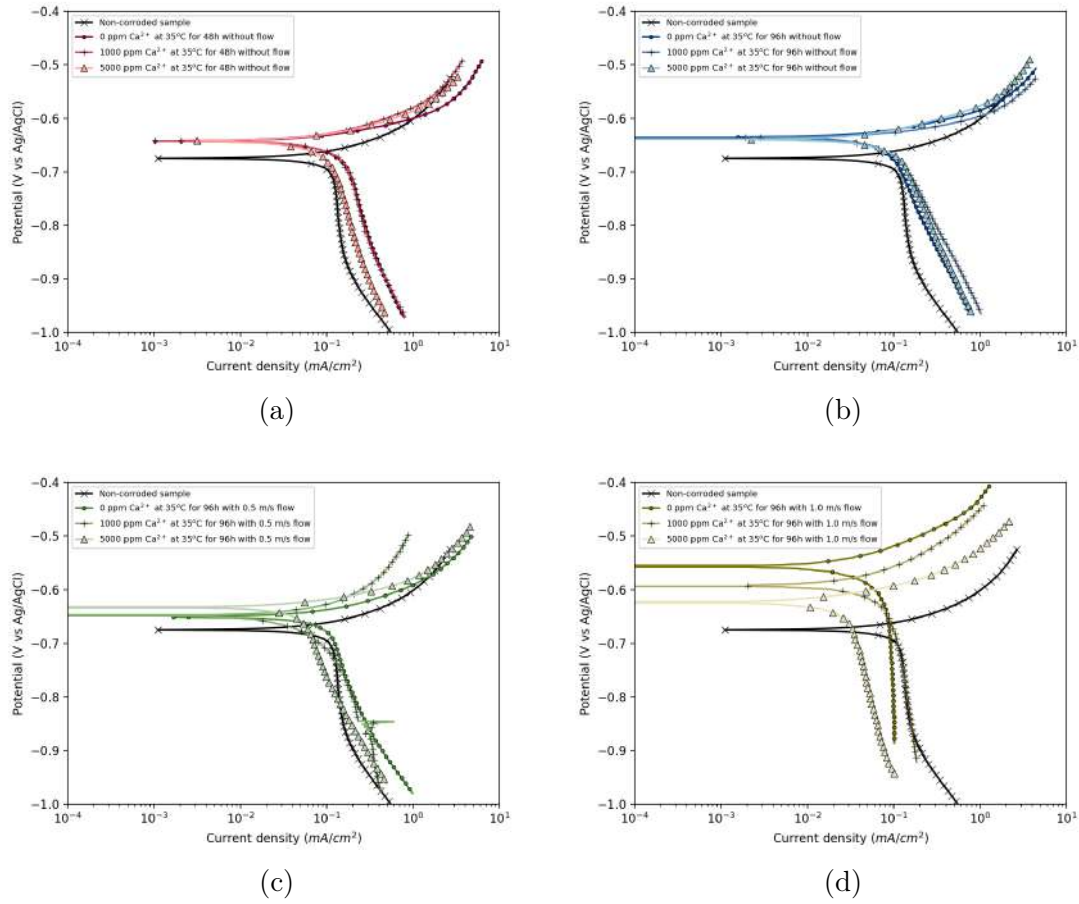 Non-corroded sample
0 ppm Ca²⁺ at 35°C for 48h without flow
1000 ppm Ca²⁺ at 35°C for 48h without flow
5000 ppm Ca²⁺ at 35°C for 48h without flow
−0.4
−0.5
−0.6
−0.7
−0.8
−0.9
−1.0
Potential (V vs Ag/AgCl)
10⁻⁴
10⁻³
10⁻²
10⁻¹
10⁰
10¹
Current density (mA/cm²)
(a)
Non-corroded sample
0 ppm Ca²⁺ at 35°C for 96h without flow
1000 ppm Ca²⁺ at 35°C for 96h without flow
5000 ppm Ca²⁺ at 35°C for 96h without flow
−0.4
−0.5
−0.6
−0.7
−0.8
−0.9
−1.0
Potential (V vs Ag/AgCl)
10⁻⁴
10⁻³
10⁻²
10⁻¹
10⁰
10¹
Current density (mA/cm²)
(b)
Non-corroded sample
0 ppm Ca²⁺ at 35°C for 96h with 0.5 m/s flow
1000 ppm Ca²⁺ at 35°C for 96h with 0.5 m/s flow
5000 ppm Ca²⁺ at 35°C for 96h with 0.5 m/s flow
−0.4
−0.5
−0.6
−0.7
−0.8
−0.9
−1.0
Potential (V vs Ag/AgCl)
10⁻⁴
10⁻³
10⁻²
10⁻¹
10⁰
10¹
Current density (mA/cm²)
(c)
Non-corroded sample
0 ppm Ca²⁺ at 35°C for 96h with 1.0 m/s flow
1000 ppm Ca²⁺ at 35°C for 96h with 1.0 m/s flow
5000 ppm Ca²⁺ at 35°C for 96h with 1.0 m/s flow
−0.4
−0.5
−0.6
−0.7
−0.8
−0.9
−1.0
Potential (V vs Ag/AgCl)
10⁻⁴
10⁻³
10⁻²
10⁻¹
10⁰
10¹
Current density (mA/cm²)
(d)